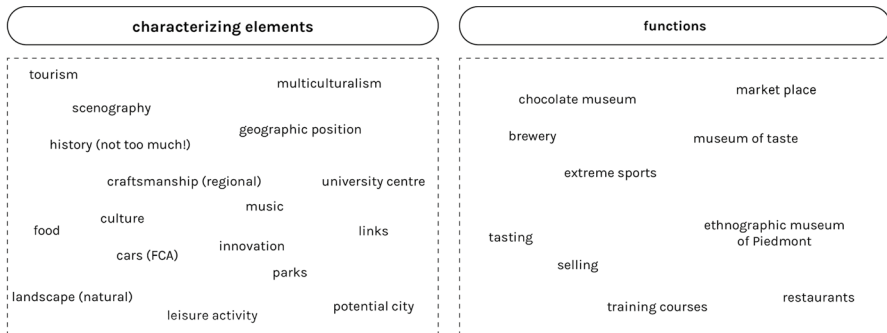 characterizing elements
tourism
multiculturalism
scenography
geographic position
history (not too much!)
craftsmanship (regional)
university centre
music
culture
food
links
innovation
cars (FCA)
parks
landscape (natural)
potential city
leisure activity
functions
market place
chocolate museum
brewery
museum of taste
extreme sports
ethnographic museum
of Piedmont
tasting
selling
restaurants
training courses